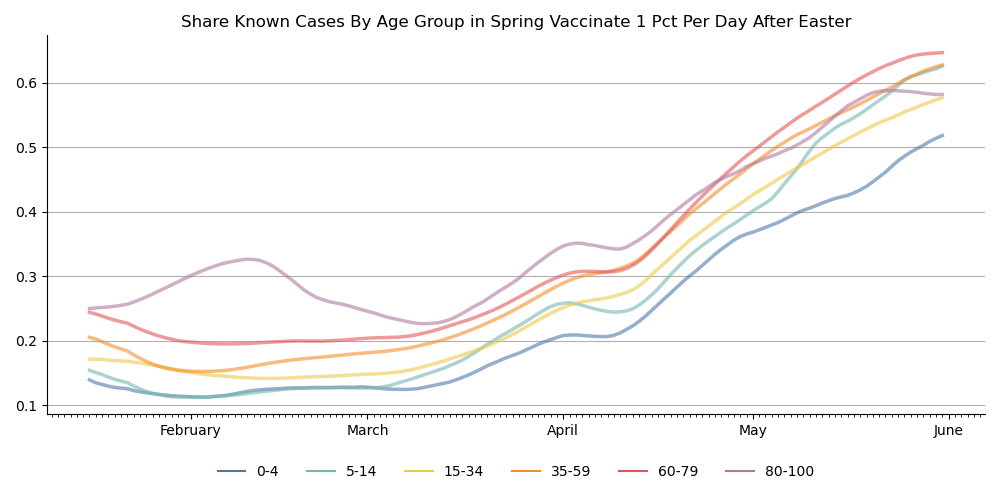 Share Known Cases By Age Group in Spring Vaccinate 1 Pct Per Day After Easter
0.6
0.5
0.4
0.3
0.2
0.1
February March April May June
0-4 5-14 15-34 35-59 60-79 80-100